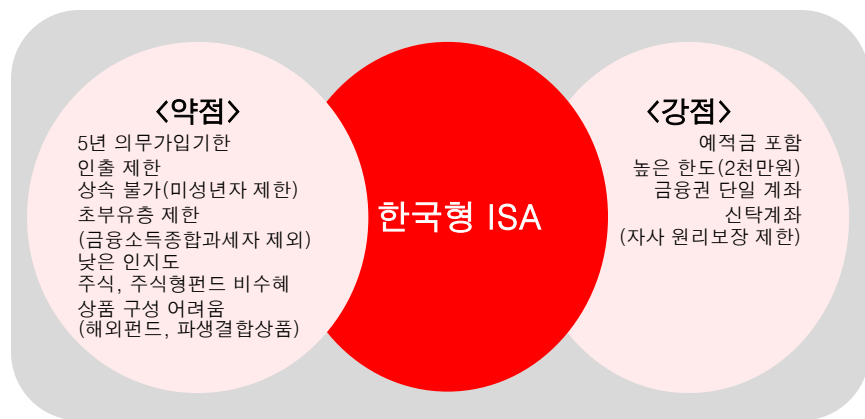 <약점>
5년 의무가입기한
인출 제한
상속 불가(미성년자 제한)
초부유층 제한
(금융소득종합과세자 제외)
낮은 인지도
주식, 주식형펀드 비수혜
상품 구성 어려움
(해외펀드, 파생결합상품)
한국형 ISA
<강점>
예적금 포함
높은 한도(2천만원)
금융권 단일 계좌
신탁계좌
(자사 원리보장 제한)